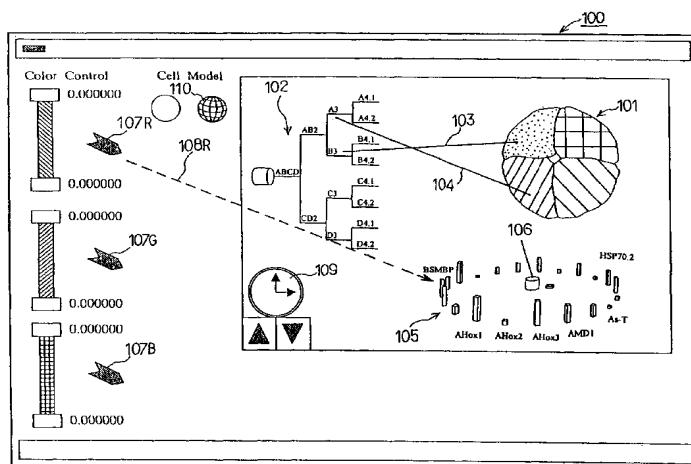 100
Color Control
Cell Model
0.000000
110
107R
108R
0.000000
0.000000
107G
0.000000
0.000000
107B
0.000000
102
A3
A4.1
A4.2
AB2
B3
B4.1
B4.2
ABCD
C3
C4.1
C4.2
CD2
D3
D4.1
D4.2
103
104
101
109
106
BSMBP
HSP70.2
105
AHox1
AHox2
AHox3
AMD1
As-T